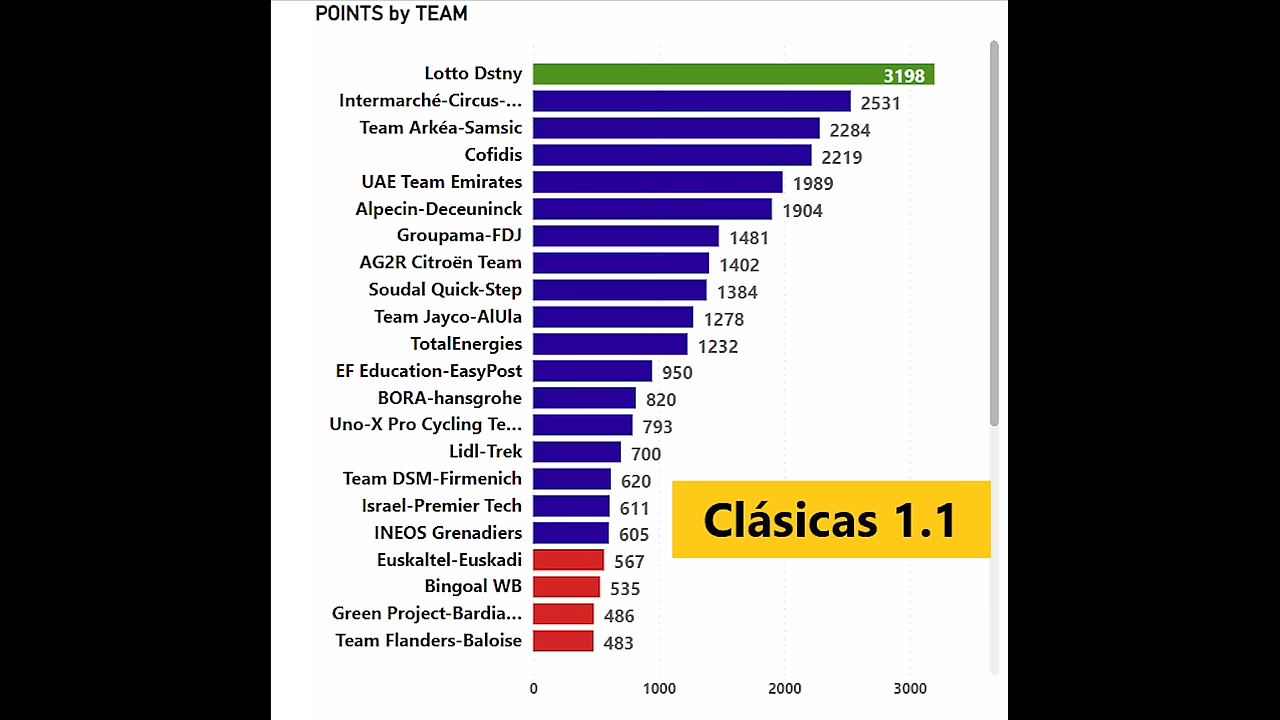 POINTS by TEAM
Lotto Dstny 3198
Intermarché-Circus-... 2531
Team Arkéa-Samsic 2284
Cofidis 2219
UAE Team Emirates 1989
Alpecin-Deceuninck 1904
Groupama-FDJ 1481
AG2R Citroën Team 1402
Soudal Quick-Step 1384
Team Jayco-AlUla 1278
TotalEnergies 1232
EF Education-EasyPost 950
BORA-hansgrohe 820
Uno-X Pro Cycling Te... 793
Lidl-Trek 700
Team DSM-Firmenich 620
Israel-Premier Tech 611
INEOS Grenadiers 605
Euskaltel-Euskadi 567
Bingoal WB 535
Green Project-Bardia... 486
Team Flanders-Baloise 483
Clásicas 1.1
0 1000 2000 3000